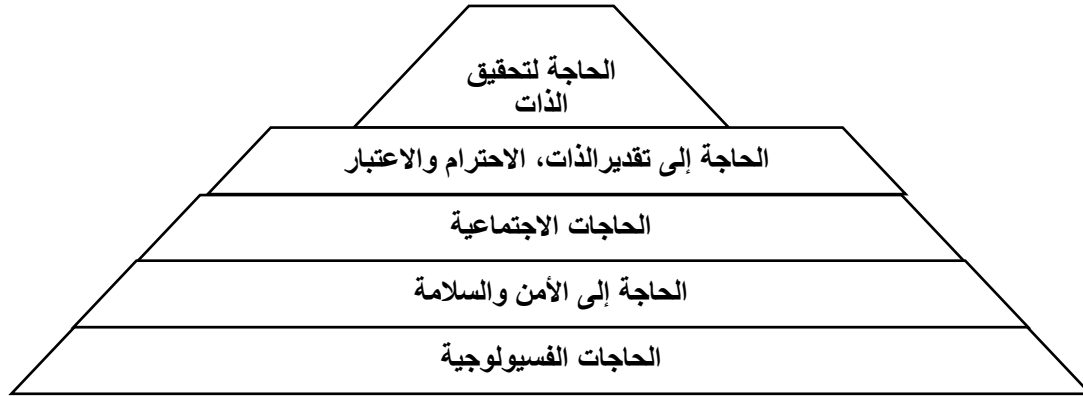 الحاجة لتحقيق
الذات
الحاجة إلى تقديرالذات، الاحترام والاعتبار
الحاجات الاجتماعية
الحاجة إلى الأمن والسلامة
الحاجات الفسيولوجية